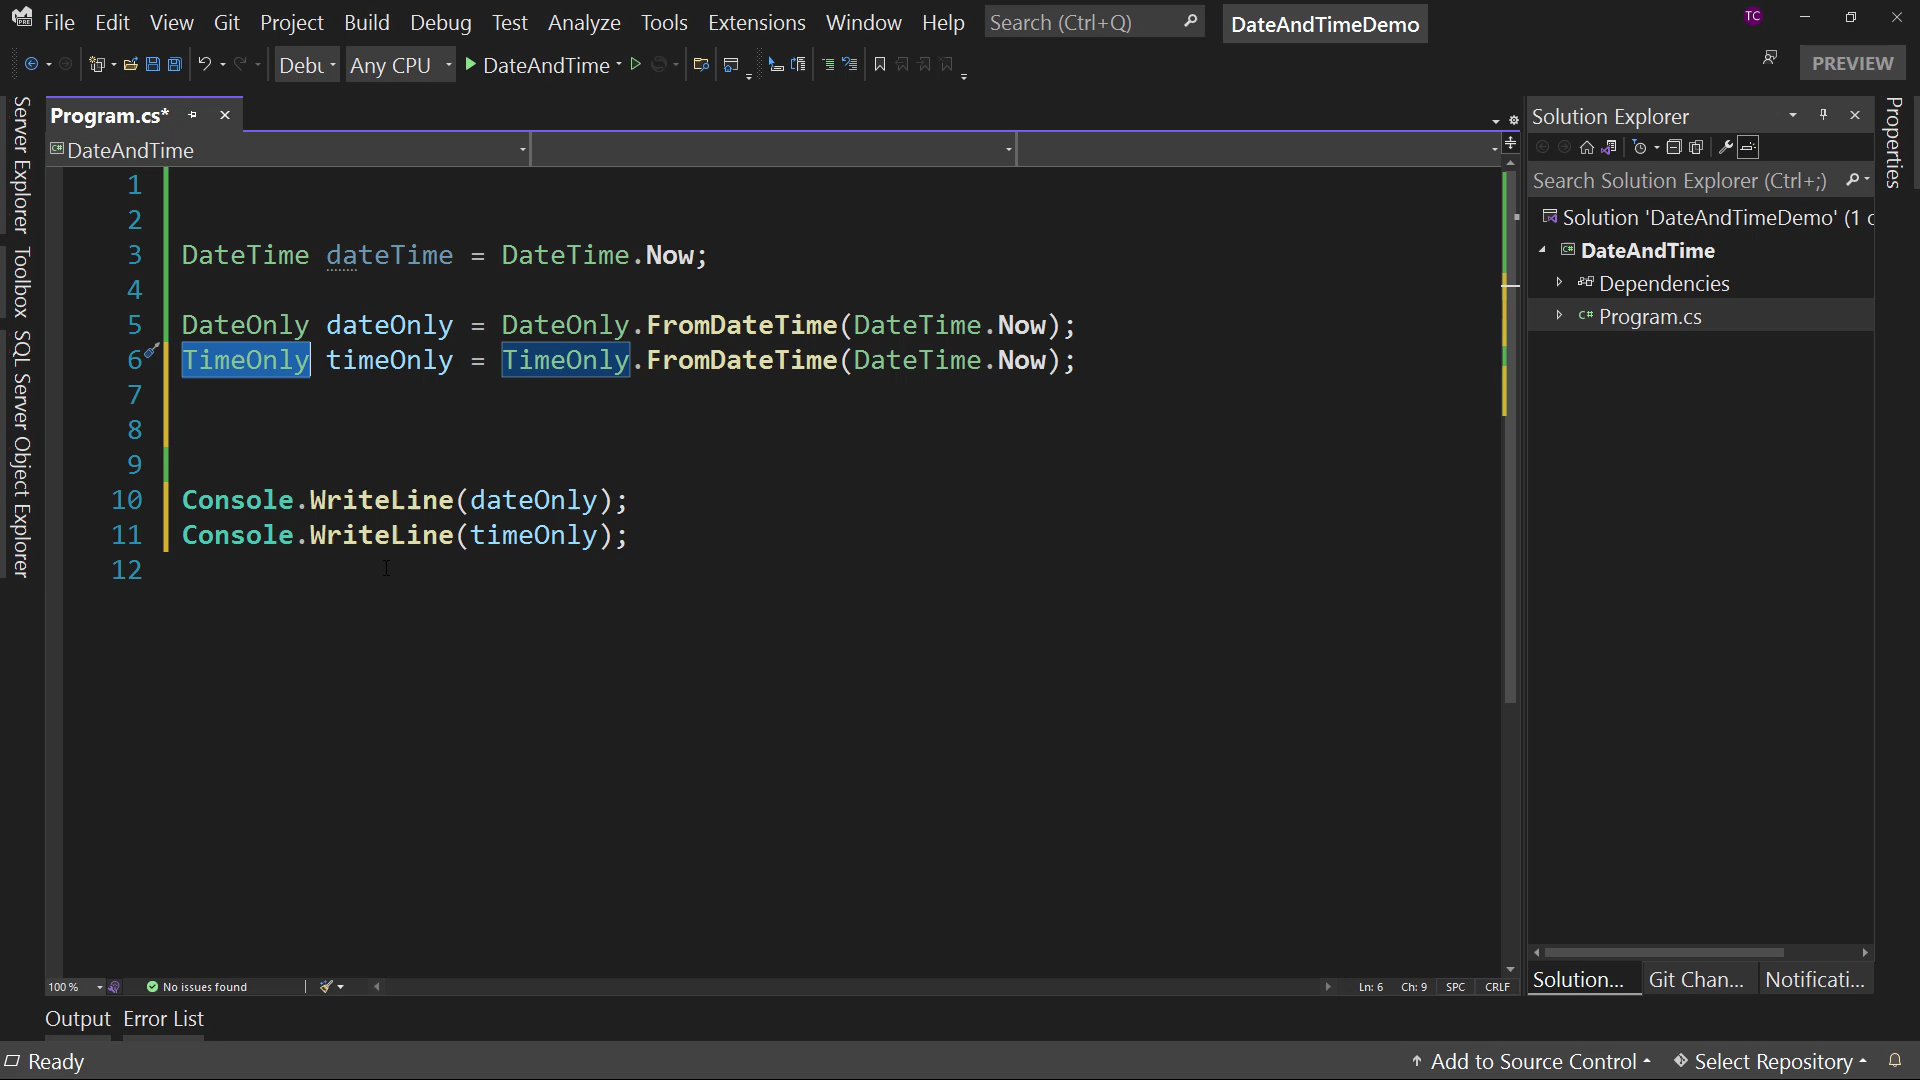 File Edit View Git Project Build Debug Test Analyze Tools Extensions Window Help Search (Ctrl+Q) DateAndTimeDemo TC
Debu Any CPU DateAndTime PREVIEW
Program.cs*
DateAndTime
1
2
3 DateTime dateTime = DateTime.Now;
4
5 DateOnly dateOnly = DateOnly.FromDateTime(DateTime.Now);
6 TimeOnly timeOnly = TimeOnly.FromDateTime(DateTime.Now);
7
8
9
10 Console.WriteLine(dateOnly);
11 Console.WriteLine(timeOnly);
12
Server Explorer
Toolbox
SQL Server Object Explorer
Solution Explorer
Search Solution Explorer (Ctrl+;)
Solution 'DateAndTimeDemo' (1 o
DateAndTime
Dependencies
C# Program.cs
Properties
100 % No issues found Ln: 6 Ch: 9 SPC CRLF
Solution... Git Chan... Notificati...
Output Error List
Ready Add to Source Control Select Repository